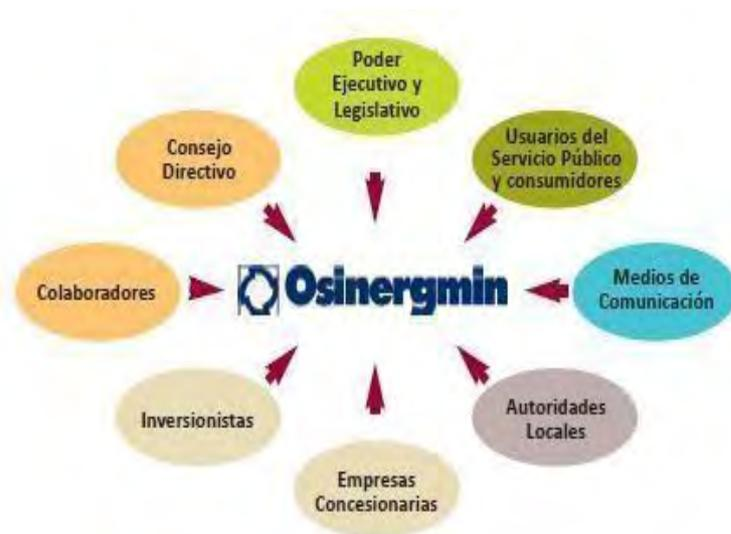 Poder
Ejecutivo y
Legislativo
Consejo
Directivo
Usuarios del
Servicio Público
y consumidores
Colaboradores
Osinergmin
Medios de
Comunicación
Inversionistas
Autoridades
Locales
Empresas
Concesionarias